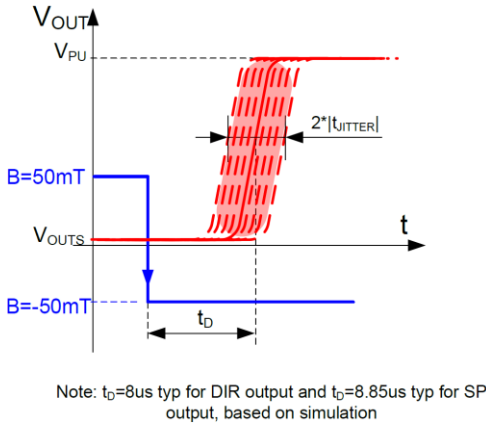 VOUT
VPU
2*|tJITTER|
B=50mT
VOUTS
t
B=-50mT
tD
Note: tD=8us typ for DIR output and tD=8.85us typ for SP
output, based on simulation